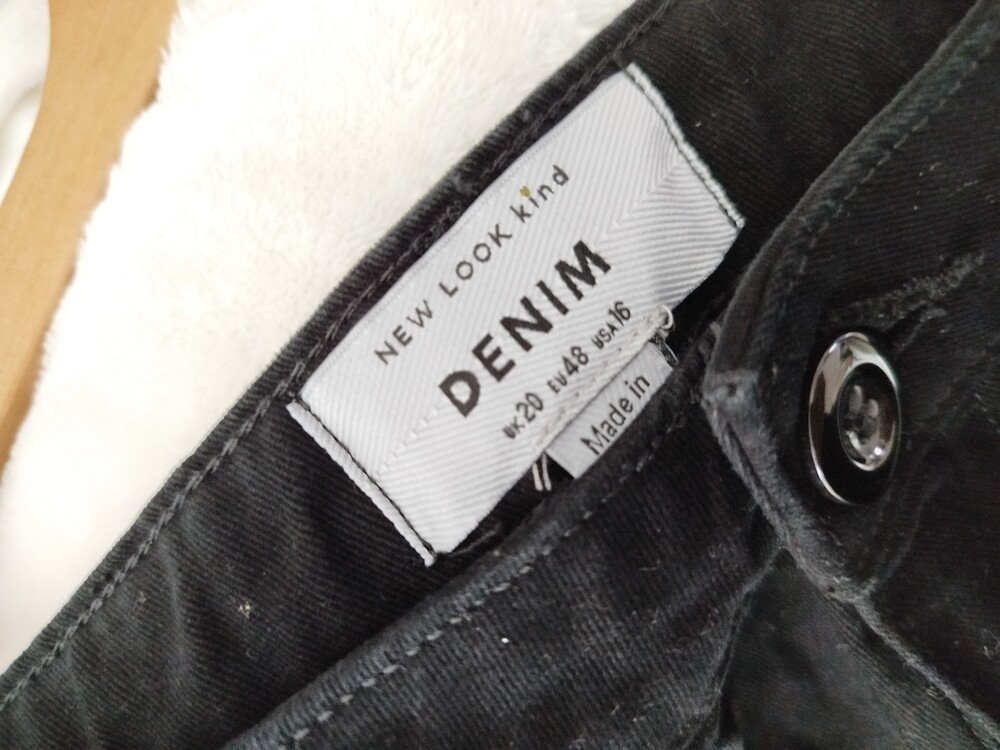 NEW LOOK kind
DENIM
UK20 EU48 USA16
Made in